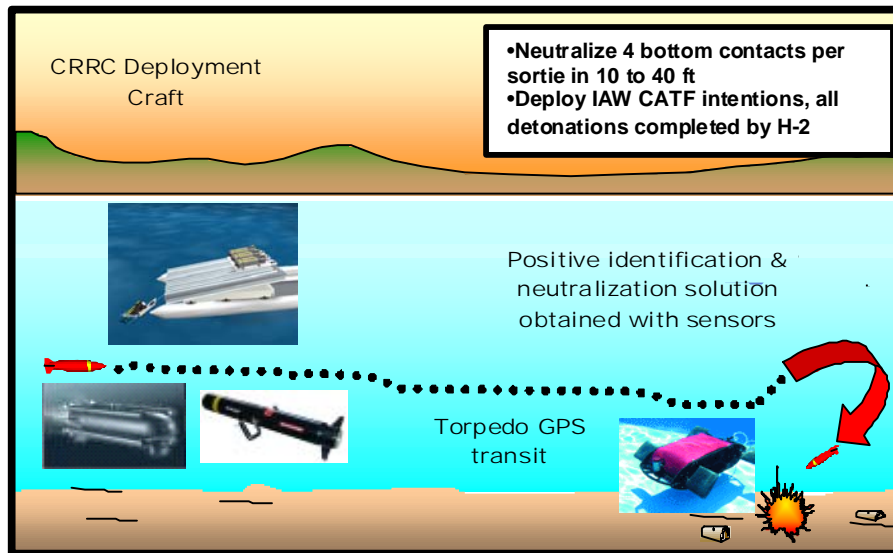 CRRC Deployment
Craft
•Neutralize 4 bottom contacts per
sortie in 10 to 40 ft
•Deploy IAW CATF intentions, all
detonations completed by H-2
Positive identification &
neutralization solution
obtained with sensors
Torpedo GPS
transit